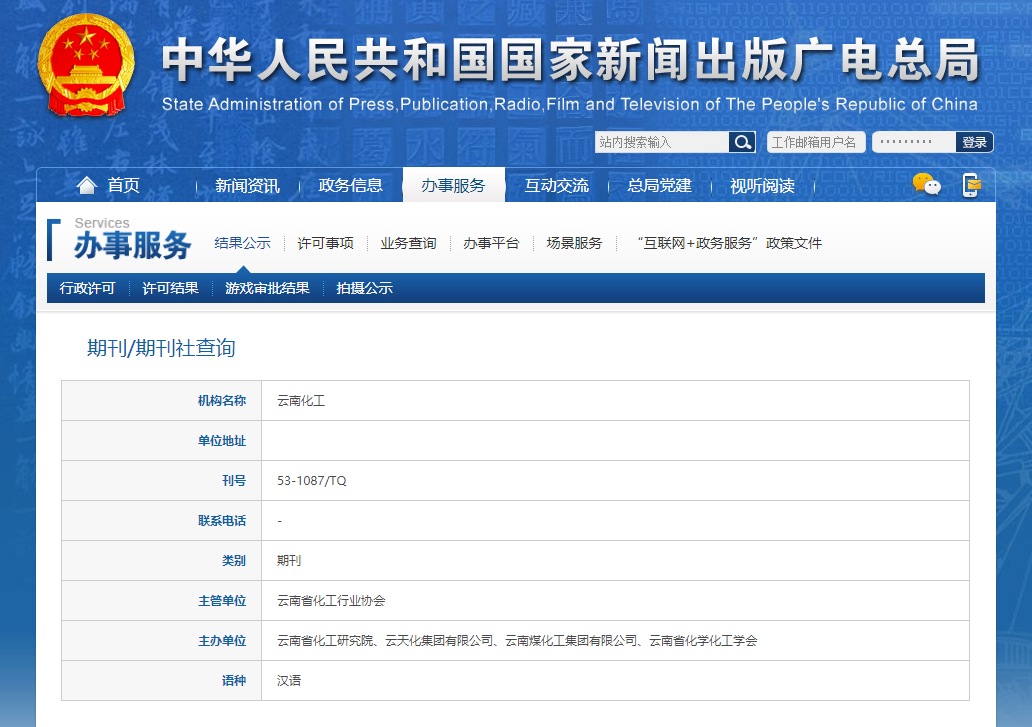 中华人民共和国国家新闻出版广电总局
State Administration of Press,Publication,Radio,Film and Television of The People's Republic of China
站内搜索输入 工作邮箱用户名 ········· 登录
首页 新闻资讯 政务信息 办事服务 互动交流 总局党建 视听阅读
Services
办事服务 结果公示 许可事项 业务查询 办事平台 场景服务 “互联网+政务服务”政策文件
行政许可 许可结果 游戏审批结果 拍摄公示
期刊/期刊社查询
机构名称 云南化工
单位地址
刊号 53-1087/TQ
联系电话 -
类别 期刊
主管单位 云南省化工行业协会
主办单位 云南省化工研究院、云天化集团有限公司、云南煤化工集团有限公司、云南省化学化工学会
语种 汉语